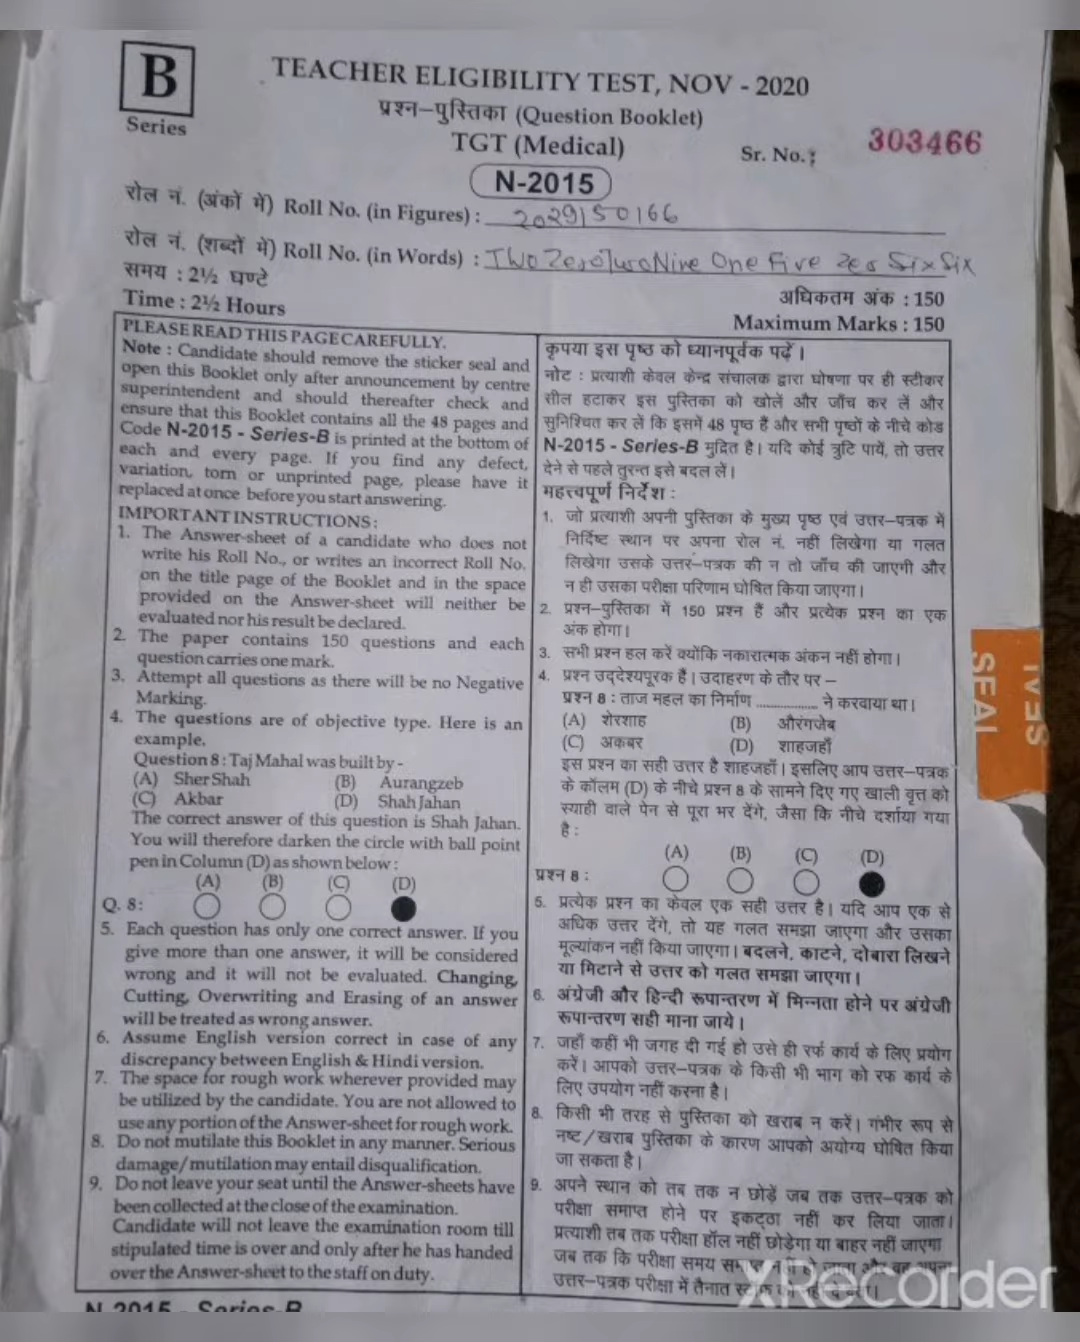 B
Series
TEACHER ELIGIBILITY TEST, NOV - 2020
प्रश्न–पुस्तिका (Question Booklet)
TGT (Medical)
Sr. No.:
303466
N-2015
रोल नं. (अंकों में) Roll No. (in Figures) : 2029150166
रोल नं. (शब्दों में) Roll No. (in Words) : Two Zero Two Nine One Five Zero Six Six
समय : 2½ घण्टे
Time : 2½ Hours
अधिकतम अंक : 150
Maximum Marks : 150
PLEASE READ THIS PAGE CAREFULLY.
Note : Candidate should remove the sticker seal and
open this Booklet only after announcement by centre
superintendent and should thereafter check and
ensure that this Booklet contains all the 48 pages and
Code N-2015 - Series-B is printed at the bottom of
each and every page. If you find any defect,
variation, torn or unprinted page, please have it
replaced at once before you start answering.
IMPORTANT INSTRUCTIONS :
1. The Answer-sheet of a candidate who does not
write his Roll No., or writes an incorrect Roll No.
on the title page of the Booklet and in the space
provided on the Answer-sheet will neither be
evaluated nor his result be declared.
2. The paper contains 150 questions and each
question carries one mark.
3. Attempt all questions as there will be no Negative
Marking.
4. The questions are of objective type. Here is an
example.
Question 8 : Taj Mahal was built by -
(A) Sher Shah (B) Aurangzeb
(C) Akbar (D) Shah Jahan
The correct answer of this question is Shah Jahan.
You will therefore darken the circle with ball point
pen in Column (D) as shown below :
(A) (B) (C) (D)
Q. 8:
5. Each question has only one correct answer. If you
give more than one answer, it will be considered
wrong and it will not be evaluated. Changing,
Cutting, Overwriting and Erasing of an answer
will be treated as wrong answer.
6. Assume English version correct in case of any
discrepancy between English & Hindi version.
7. The space for rough work wherever provided may
be utilized by the candidate. You are not allowed to
use any portion of the Answer-sheet for rough work.
8. Do not mutilate this Booklet in any manner. Serious
damage/mutilation may entail disqualification.
9. Do not leave your seat until the Answer-sheets have
been collected at the close of the examination.
Candidate will not leave the examination room till
stipulated time is over and only after he has handed
over the Answer-sheet to the staff on duty.
कृपया इस पृष्ठ को ध्यानपूर्वक पढ़ें।
नोट : प्रत्याशी केवल केन्द्र संचालक द्वारा घोषणा पर ही स्टीकर
सील हटाकर इस पुस्तिका को खोलें और जाँच कर लें और
सुनिश्चित कर लें कि इसमें 48 पृष्ठ हैं और सभी पृष्ठों के नीचे कोड
N-2015 - Series-B मुद्रित है। यदि कोई त्रुटि पायें, तो उत्तर
देने से पहले तुरन्त इसे बदल लें।
महत्त्वपूर्ण निर्देश :
1. जो प्रत्याशी अपनी पुस्तिका के मुख्य पृष्ठ एवं उत्तर–पत्रक में
निर्दिष्ट स्थान पर अपना रोल नं. नहीं लिखेगा या गलत
लिखेगा उसके उत्तर–पत्रक की न तो जाँच की जाएगी और
न ही उसका परीक्षा परिणाम घोषित किया जाएगा।
2. प्रश्न–पुस्तिका में 150 प्रश्न हैं और प्रत्येक प्रश्न का एक
अंक होगा।
3. सभी प्रश्न हल करें क्योंकि नकारात्मक अंकन नहीं होगा।
4. प्रश्न उद्देश्यपूरक हैं। उदाहरण के तौर पर –
प्रश्न 8 : ताज महल का निर्माण .................. ने करवाया था।
(A) शेरशाह (B) औरंगजेब
(C) अकबर (D) शाहजहाँ
इस प्रश्न का सही उत्तर है शाहजहाँ। इसलिए आप उत्तर–पत्रक
के कॉलम (D) के नीचे प्रश्न 8 के सामने दिए गए खाली वृत्त को
स्याही वाले पेन से पूरा भर देंगे, जैसा कि नीचे दर्शाया गया
है :
(A) (B) (C) (D)
प्रश्न 8 :
5. प्रत्येक प्रश्न का केवल एक सही उत्तर है। यदि आप एक से
अधिक उत्तर देंगे, तो यह गलत समझा जाएगा और उसका
मूल्यांकन नहीं किया जाएगा। बदलने, काटने, दोबारा लिखने
या मिटाने से उत्तर को गलत समझा जाएगा।
6. अंग्रेजी और हिन्दी रूपान्तरण में भिन्नता होने पर अंग्रेजी
रूपान्तरण सही माना जाये।
7. जहाँ कहीं भी जगह दी गई हो उसे ही रर्फ कार्य के लिए प्रयोग
करें। आपको उत्तर–पत्रक के किसी भी भाग को रफ कार्य के
लिए उपयोग नहीं करना है।
8. किसी भी तरह से पुस्तिका को खराब न करें। गंभीर रूप से
नष्ट/खराब पुस्तिका के कारण आपको अयोग्य घोषित किया
जा सकता है।
9. अपने स्थान को तब तक न छोड़ें जब तक उत्तर–पत्रक को
परीक्षा समाप्त होने पर इकट्ठा नहीं कर लिया जाता।
प्रत्याशी तब तक परीक्षा हॉल नहीं छोड़ेगा या बाहर नहीं जाएगा
जब तक कि परीक्षा समय समाप्त नहीं हो जाता और वह अपना
उत्तर–पत्रक परीक्षा में तैनात
SEAL
N-2015 - Series-B
XRecorder